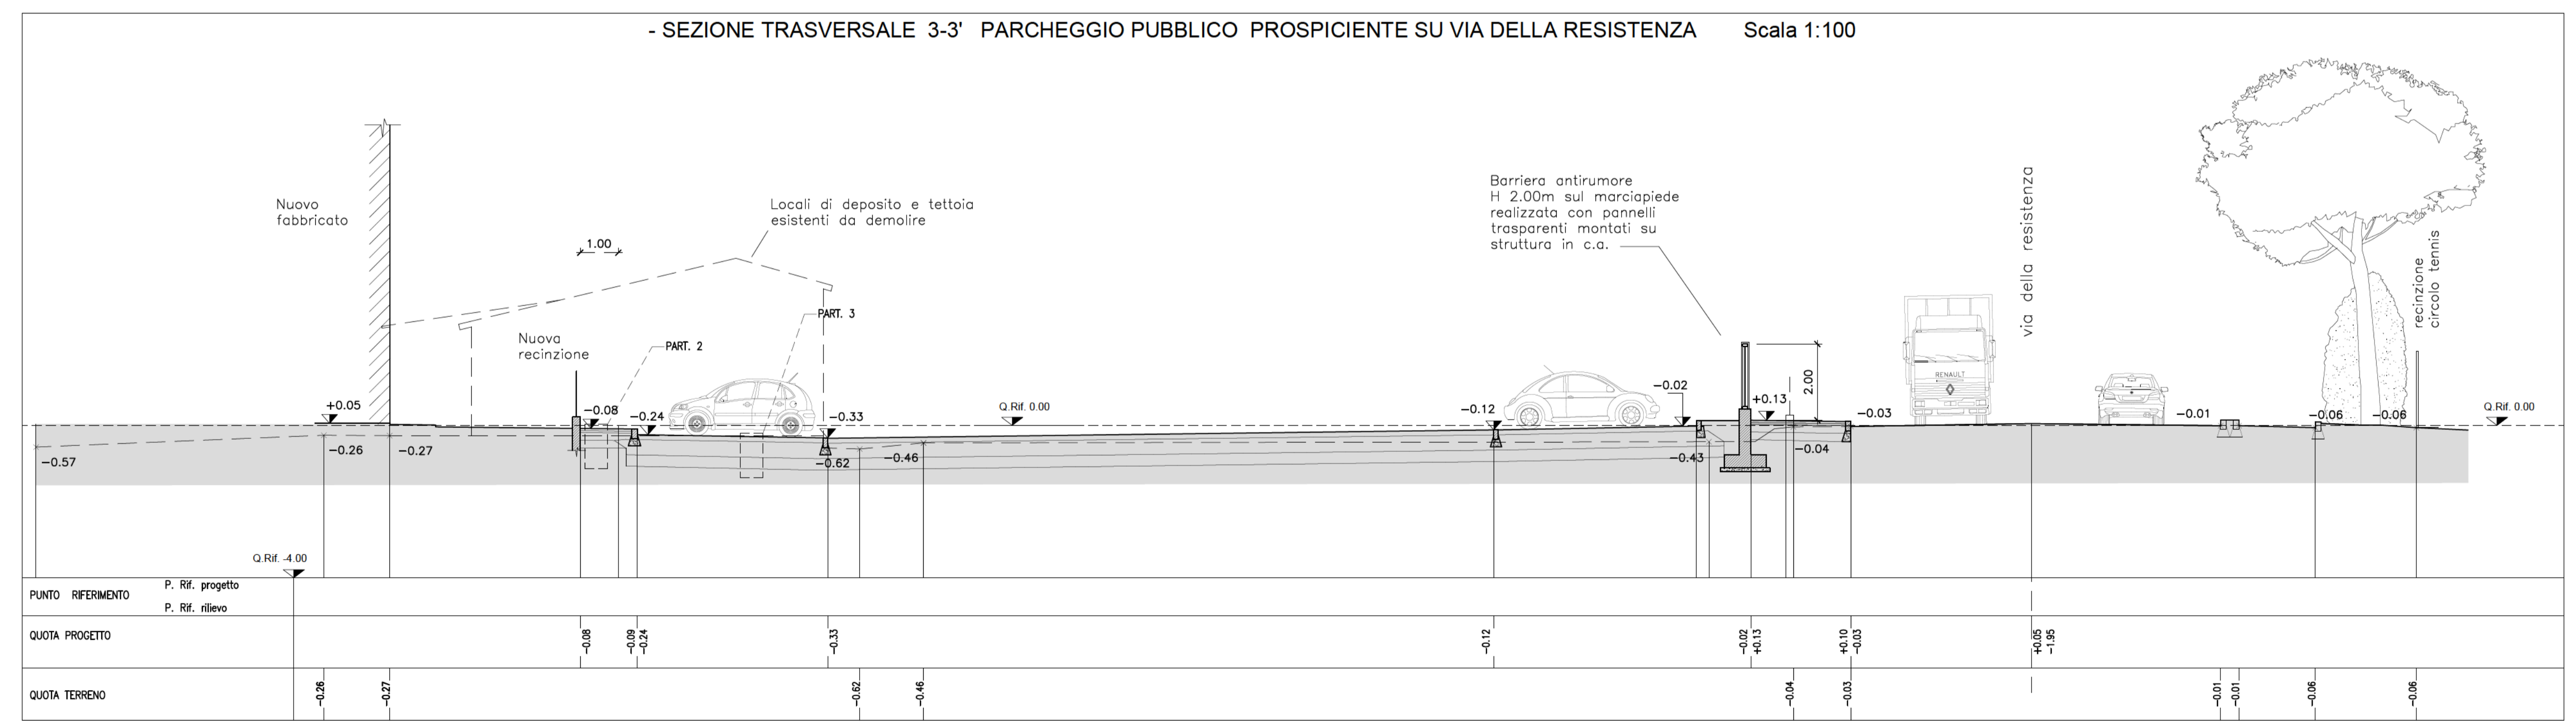 - SEZIONE TRASVERSALE 3-3' PARCHEGGIO PUBBLICO PROSPICIENTE SU VIA DELLA RESISTENZA Scala 1:100
Nuovo
fabbricato
Locali di deposito e tettoia
esistenti da demolire
1.00
PART. 3
Nuova
recinzione
PART. 2
Barriera antirumore
H 2.00m sul marciapiede
realizzata con pannelli
trasparenti montati su
struttura in c.a.
via della resistenza
recinzione
circolo tennis
RENAULT
2.00
+0.05
-0.08
-0.24
-0.33
Q.Rif. 0.00
-0.12
-0.02
+0.13
-0.03
-0.01
-0.06
-0.06
Q.Rif. 0.00
-0.57
-0.26
-0.27
-0.62
-0.46
-0.43
-0.04
Q.Rif. -4.00
PUNTO RIFERIMENTO
P. Rif. progetto
P. Rif. rilievo
QUOTA PROGETTO
-0.08
-0.09
-0.24
-0.33
-0.12
-0.02
+0.13
+0.10
-0.03
+0.05
-1.95
QUOTA TERRENO
-0.26
-0.27
-0.62
-0.46
-0.04
-0.03
-0.01
-0.01
-0.06
-0.06